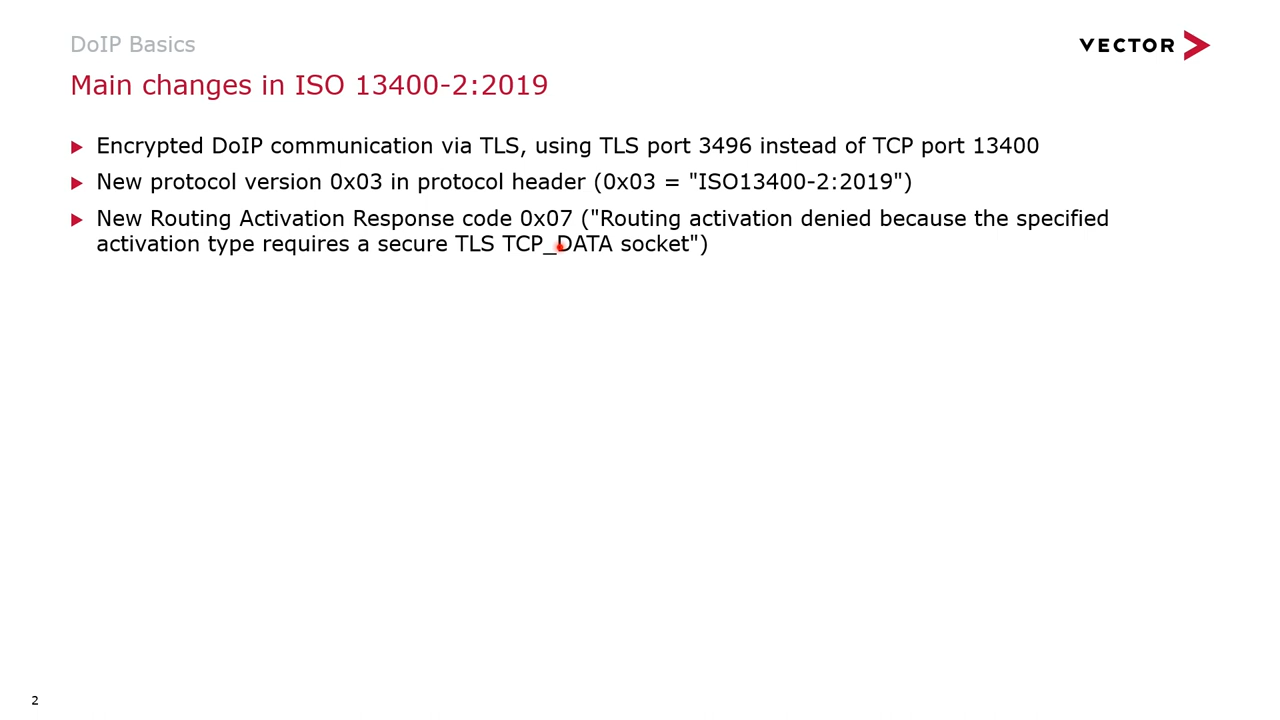 DoIP Basics
VECTOR
Main changes in ISO 13400-2:2019
Encrypted DoIP communication via TLS, using TLS port 3496 instead of TCP port 13400
New protocol version 0x03 in protocol header (0x03 = "ISO13400-2:2019")
New Routing Activation Response code 0x07 ("Routing activation denied because the specified
activation type requires a secure TLS TCP_DATA socket")
2